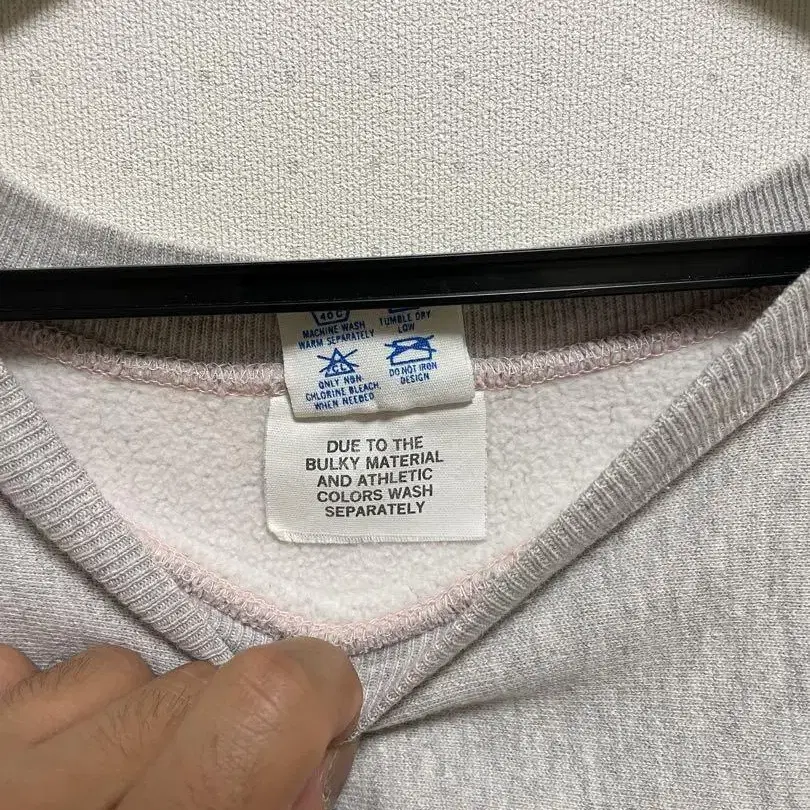 40C
MACHINE WASH
WARM SEPARATELY
TUMBLE DRY
LOW
CL
ONLY NON
CHLORINE BLEACH,
WHEN NEEDED
DO NOT IRON
DESIGN
DUE TO THE
BULKY MATERIAL
AND ATHLETIC
COLORS WASH
SEPARATELY